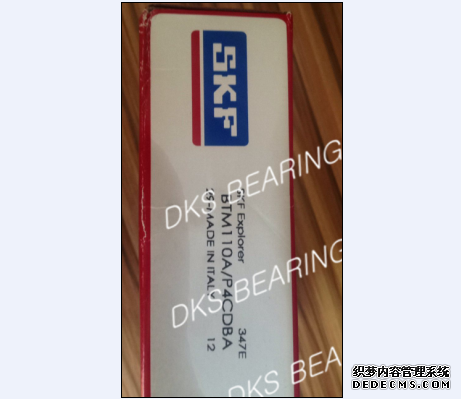 SKF
SKF Explorer 347E
BTM110A/P4CDBA
MADE IN ITALY 12
DKS BEARING
DKS BEARING
DKS BEAR
织梦内容管理系统
DEDECMS.COM